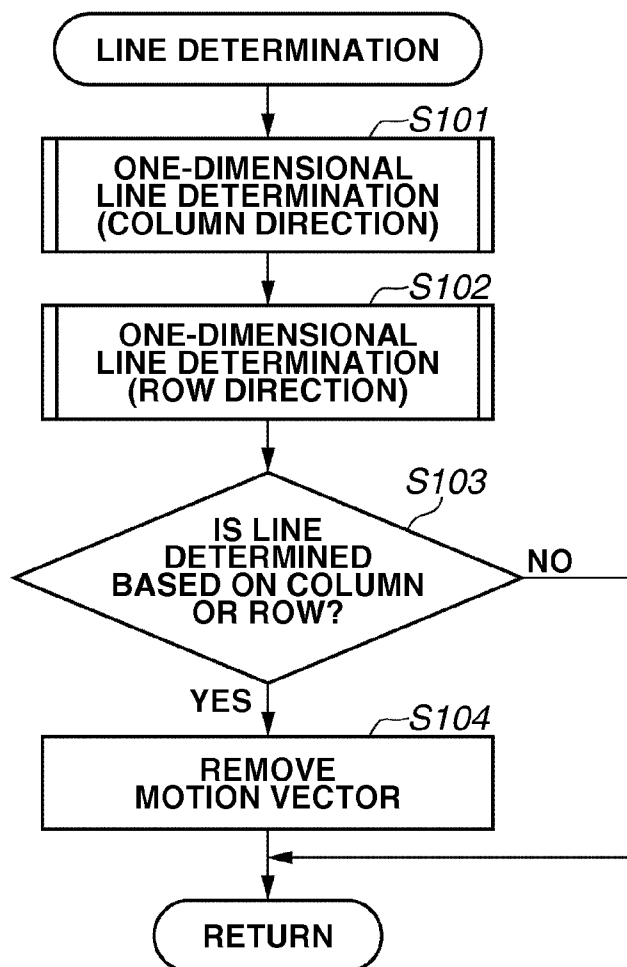 LINE DETERMINATION
S101
ONE-DIMENSIONAL
LINE DETERMINATION
(COLUMN DIRECTION)
S102
ONE-DIMENSIONAL
LINE DETERMINATION
(ROW DIRECTION)
S103
IS LINE
DETERMINED
BASED ON COLUMN
OR ROW?
NO
YES
S104
REMOVE
MOTION VECTOR
RETURN